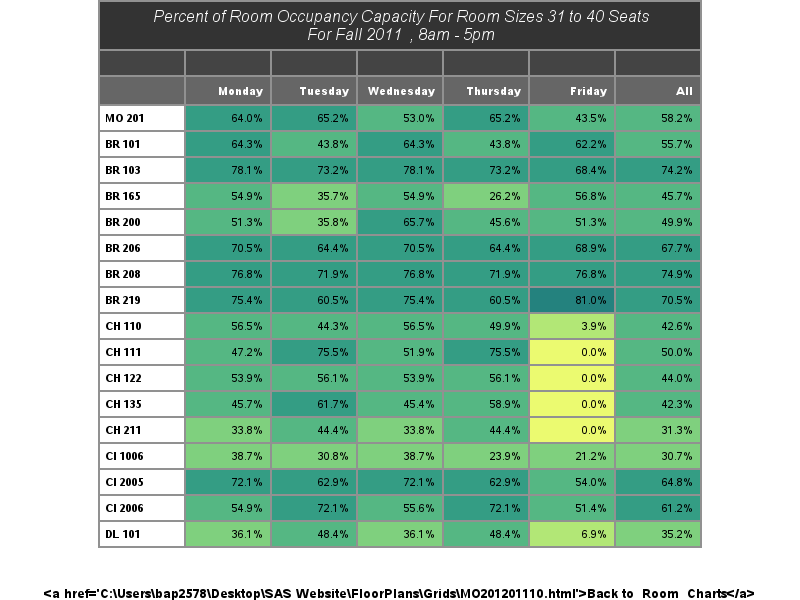 Percent of Room Occupancy Capacity For Room Sizes 31 to 40 Seats
For Fall 2011 , 8am - 5pm
Monday Tuesday Wednesday Thursday Friday All
MO 201 64.0% 65.2% 53.0% 65.2% 43.5% 58.2%
BR 101 64.3% 43.8% 64.3% 43.8% 62.2% 55.7%
BR 103 78.1% 73.2% 78.1% 73.2% 68.4% 74.2%
BR 165 54.9% 35.7% 54.9% 26.2% 56.8% 45.7%
BR 200 51.3% 35.8% 65.7% 45.6% 51.3% 49.9%
BR 206 70.5% 64.4% 70.5% 64.4% 68.9% 67.7%
BR 208 76.8% 71.9% 76.8% 71.9% 76.8% 74.9%
BR 219 75.4% 60.5% 75.4% 60.5% 81.0% 70.5%
CH 110 56.5% 44.3% 56.5% 49.9% 3.9% 42.6%
CH 111 47.2% 75.5% 51.9% 75.5% 0.0% 50.0%
CH 122 53.9% 56.1% 53.9% 56.1% 0.0% 44.0%
CH 135 45.7% 61.7% 45.4% 58.9% 0.0% 42.3%
CH 211 33.8% 44.4% 33.8% 44.4% 0.0% 31.3%
CI 1006 38.7% 30.8% 38.7% 23.9% 21.2% 30.7%
CI 2005 72.1% 62.9% 72.1% 62.9% 54.0% 64.8%
CI 2006 54.9% 72.1% 55.6% 72.1% 51.4% 61.2%
DL 101 36.1% 48.4% 36.1% 48.4% 6.9% 35.2%
&lt;a href='C:\Users\bap2578\Desktop\SAS Website\FloorPlans\Grids\MO201201110.html'&gt;Back to Room Charts&lt;/a&gt;